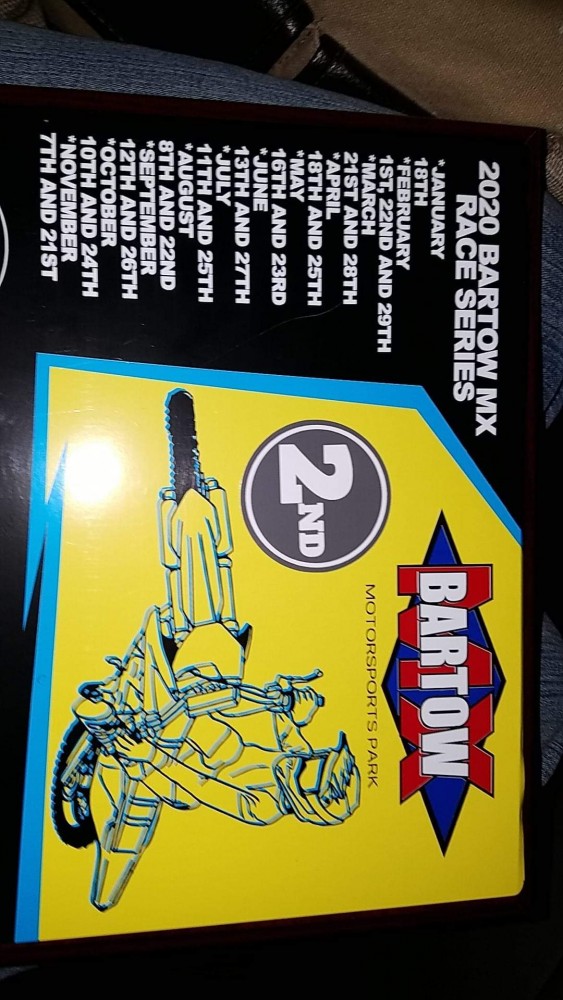 2020 BARTOW MX
RACE SERIES
*JANUARY
18TH
*FEBRUARY
1ST, 22ND AND 29TH
*MARCH
21ST AND 28TH
*APRIL
18TH AND 25TH
*MAY
16TH AND 23RD
*JUNE
13TH AND 27TH
*JULY
11TH AND 25TH
*AUGUST
8TH AND 22ND
*SEPTEMBER
12TH AND 26TH
*OCTOBER
10TH AND 24TH
*NOVEMBER
7TH AND 21ST
MX
BARTOW
MOTORSPORTS PARK
2ND